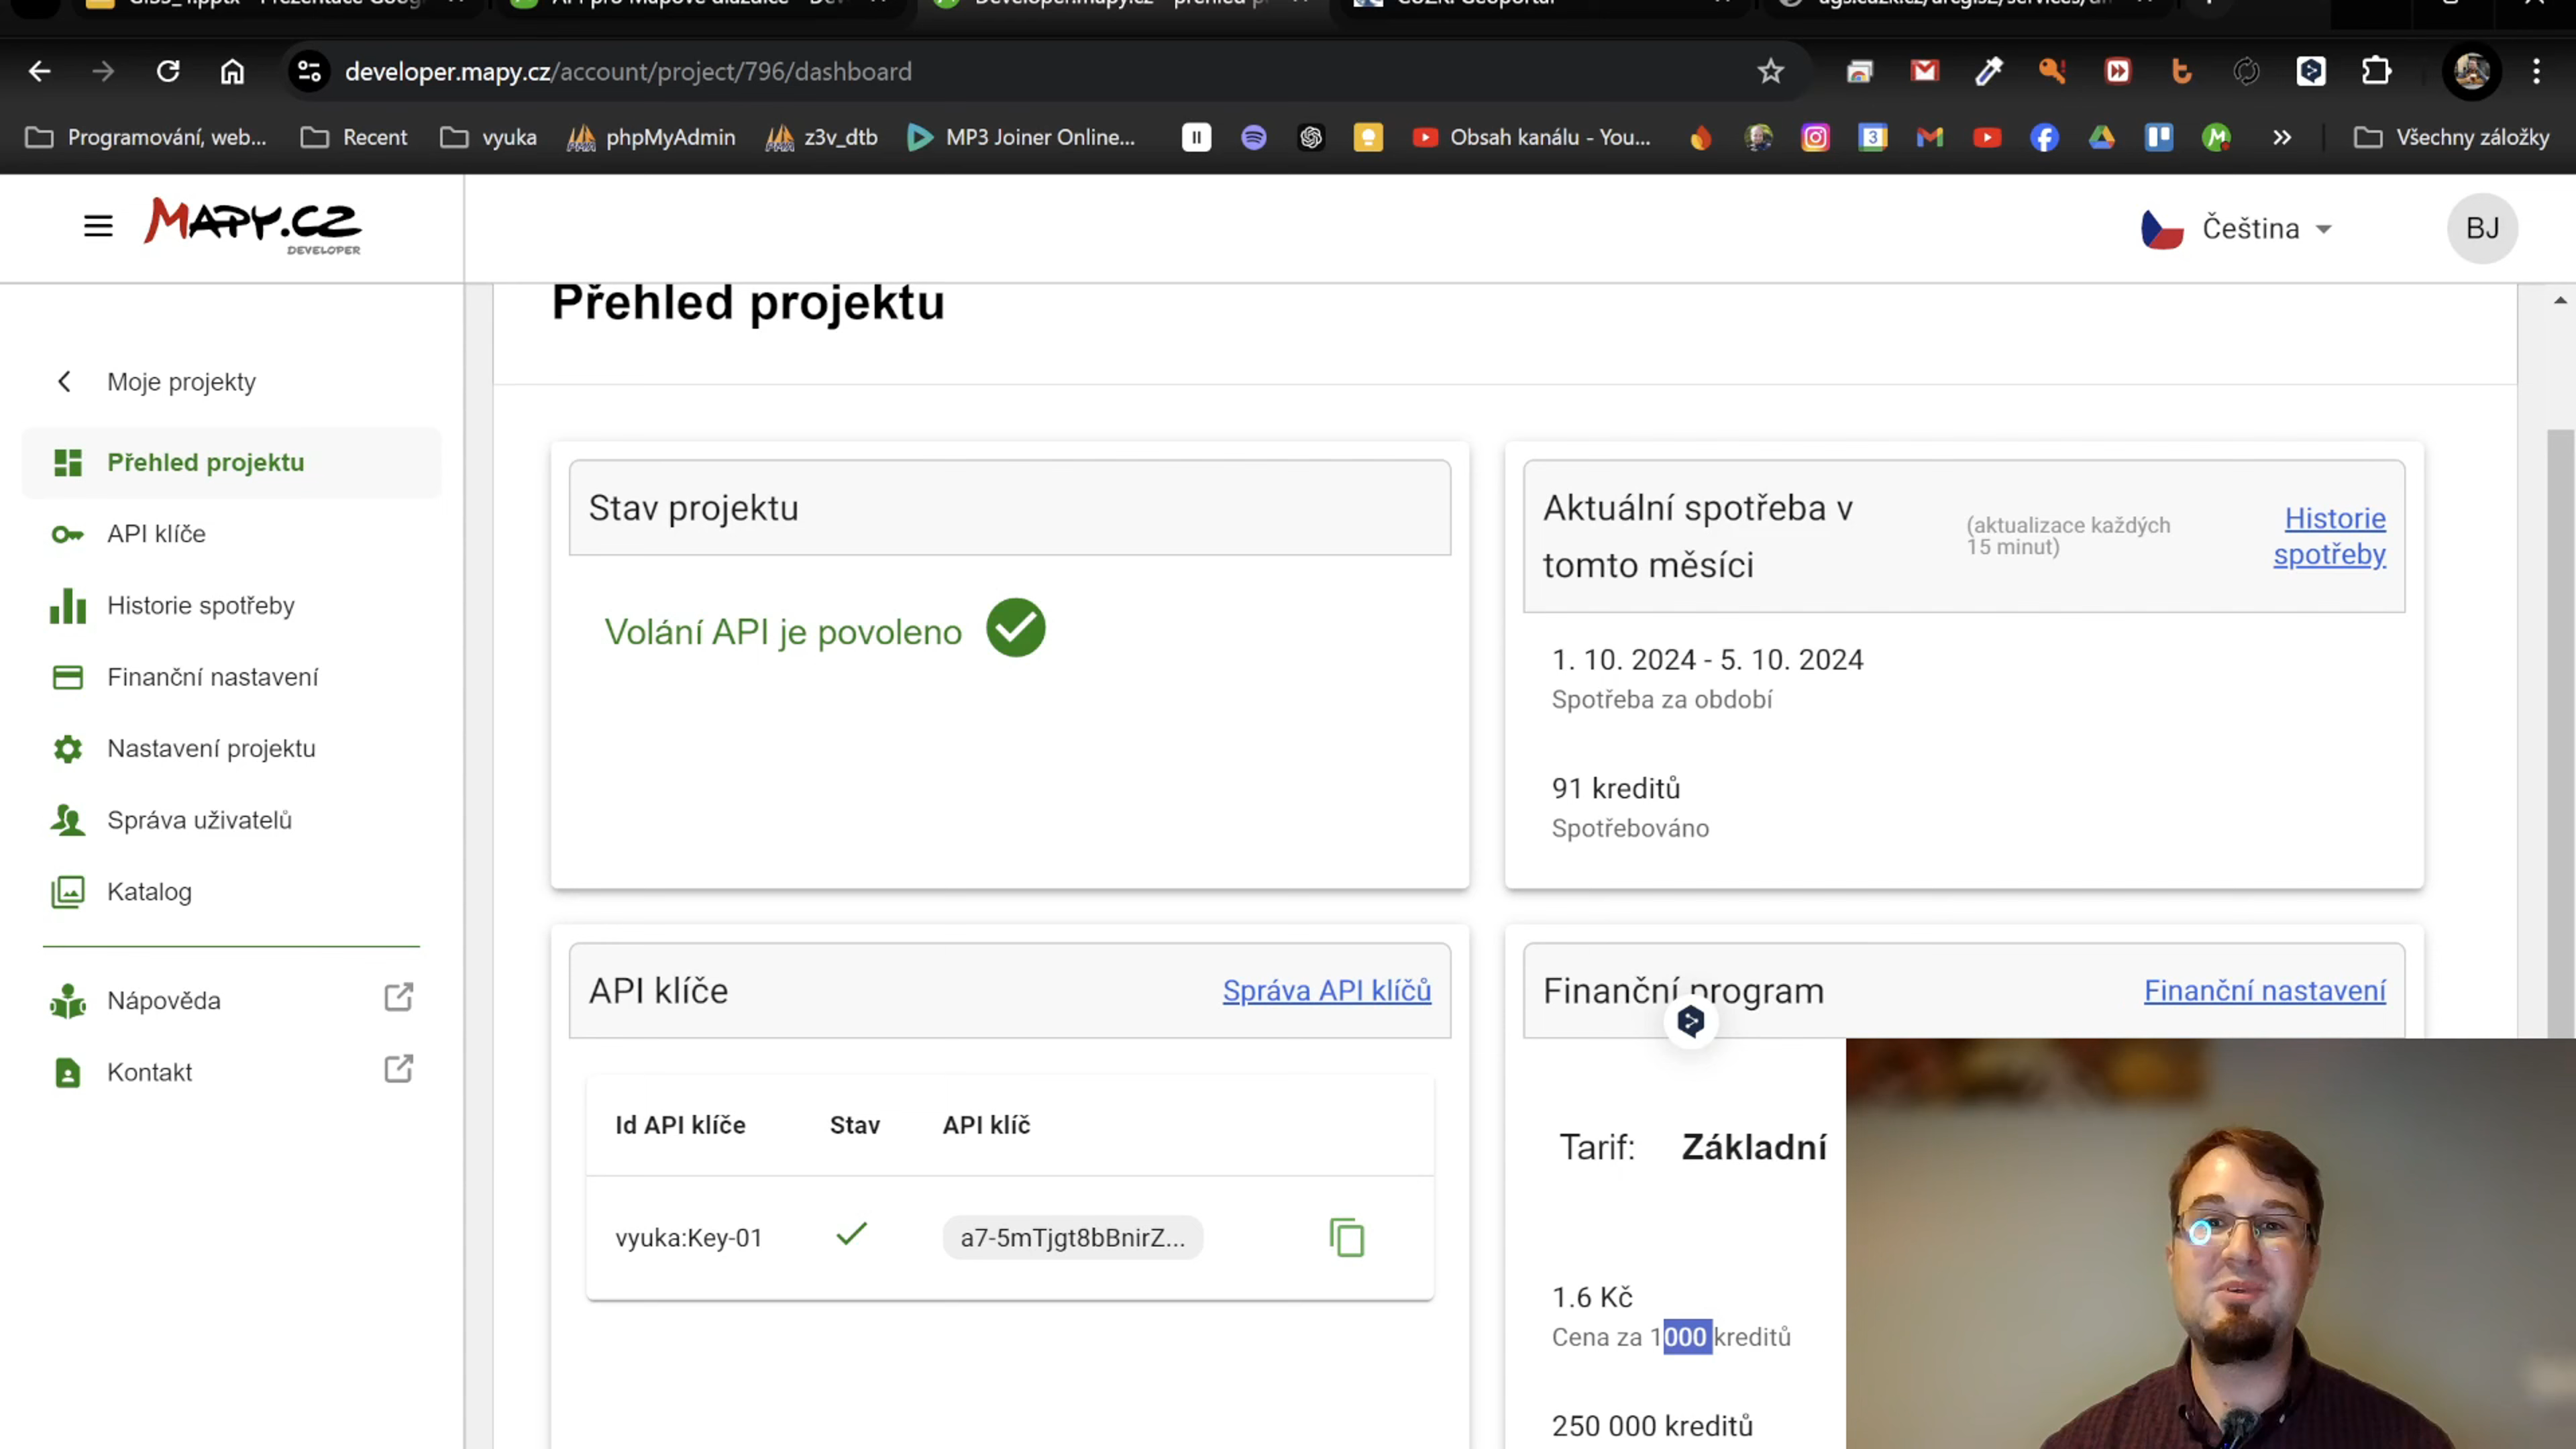 developer.mapy.cz/account/project/796/dashboard
Programování, web...
Recent
vyuka
phpMyAdmin
z3v_dtb
MP3 Joiner Online...
Obsah kanálu - You...
Všechny záložky
MAPY.CZ
DEVELOPER
Čeština
BJ
Přehled projektu
Moje projekty
Přehled projektu
API klíče
Historie spotřeby
Finanční nastavení
Nastavení projektu
Správa uživatelů
Katalog
Nápověda
Kontakt
Stav projektu
Volání API je povoleno
Aktuální spotřeba v
tomto měsíci
(aktualizace každých
15 minut)
Historie
spotřeby
1. 10. 2024 - 5. 10. 2024
Spotřeba za období
91 kreditů
Spotřebováno
API klíče
Správa API klíčů
Id API klíče
Stav
API klíč
vyuka:Key-01
a7-5mTjgt8bBnirZ...
Finanční program
Finanční nastavení
Tarif: Základní
1.6 Kč
Cena za 1000 kreditů
250 000 kreditů